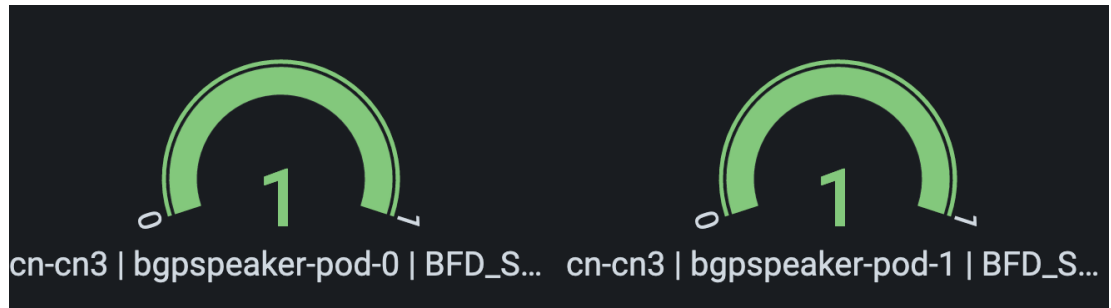 1
0 1
cn-cn3 | bgpspeaker-pod-0 | BFD_S...
1
0 1
cn-cn3 | bgpspeaker-pod-1 | BFD_S...